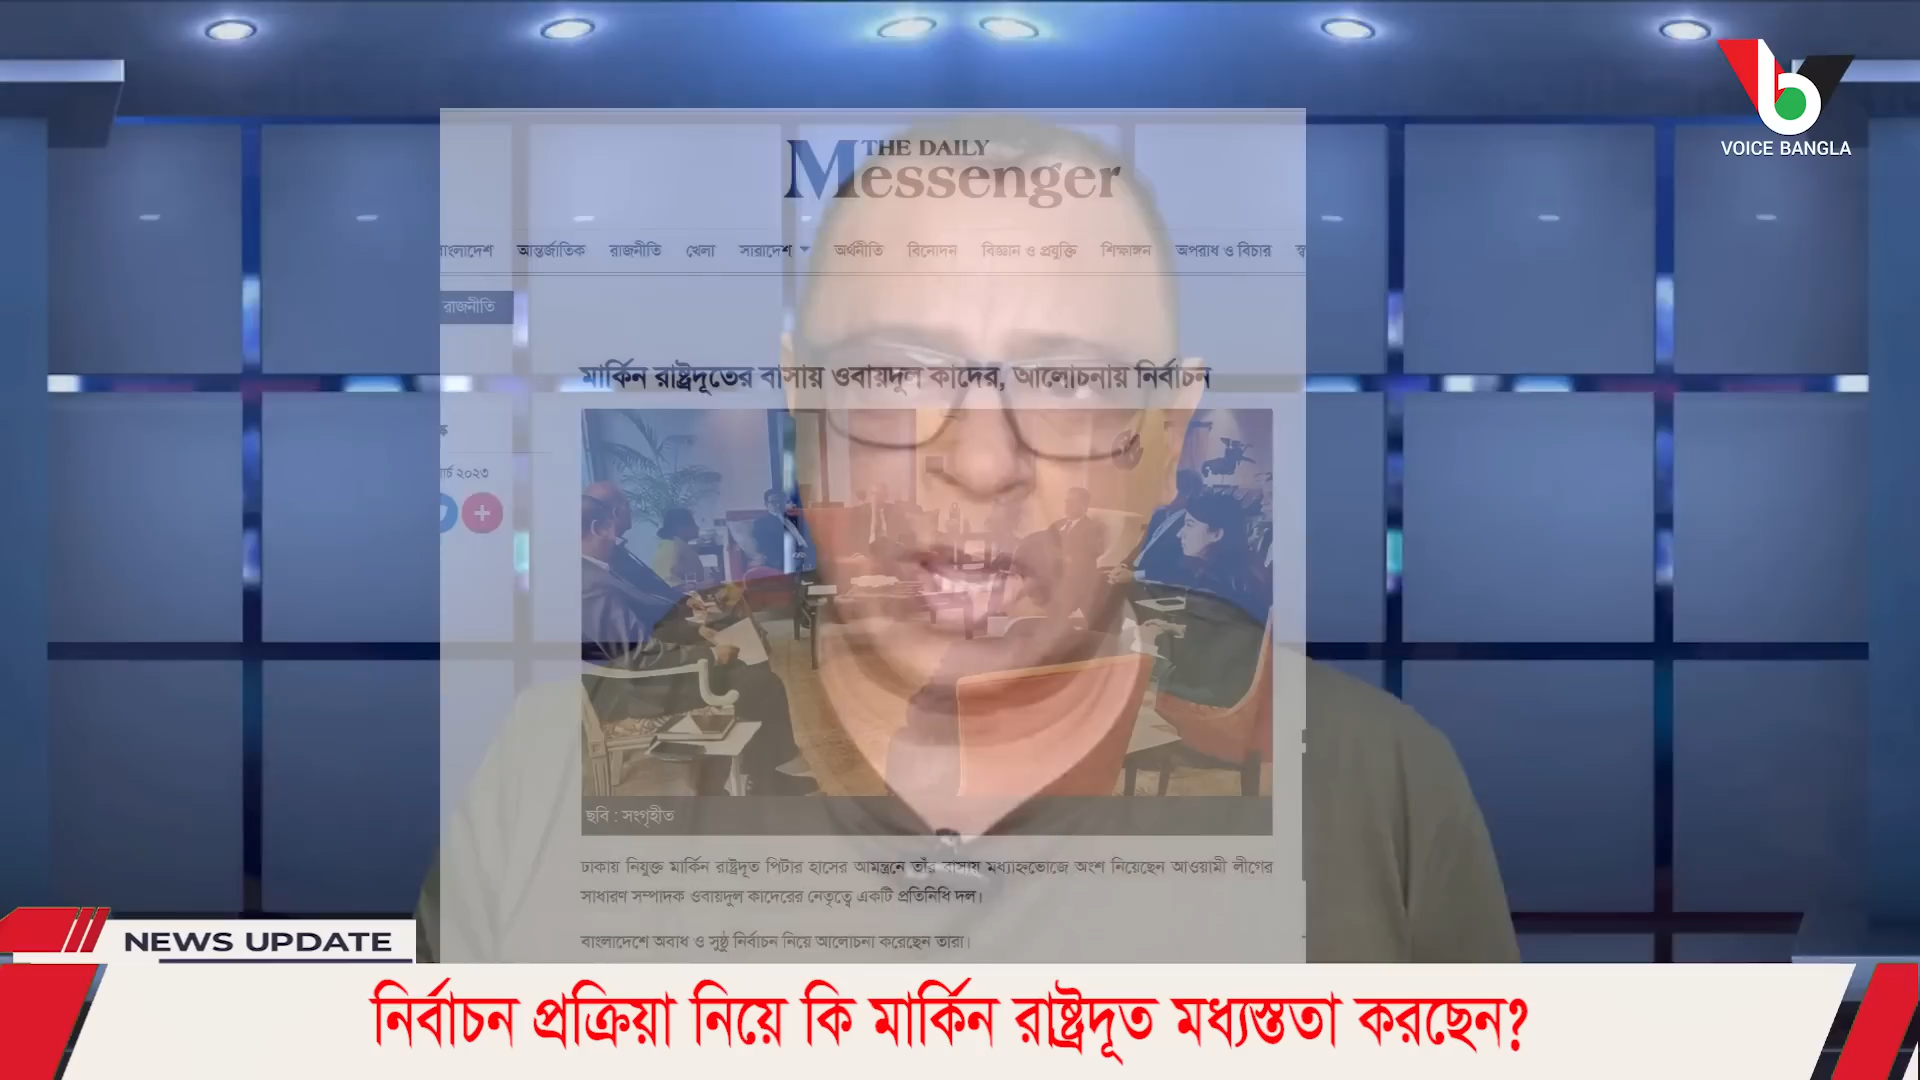 VOICE BANGLA
THE DAILY
Messenger
আন্তর্জাতিক রাজনীতি খেলা সারাদেশ অর্থনীতি বিনোদন বিজ্ঞান ও প্রযুক্তি শিক্ষাঙ্গন অপরাধ ও বিচার
রাজনীতি
মার্কিন রাষ্ট্রদূতের বাসায় ওবায়দুল কাদের, আলোচনায় নির্বাচন
২০২৩
ছবি : সংগৃহীত
ঢাকায় নিযুক্ত মার্কিন রাষ্ট্রদূত পিটার হাসের আমন্ত্রনে তাঁর বাসায় মধ্যাহ্নভোজে অংশ নিয়েছেন আওয়ামী লীগের
সাধারণ সম্পাদক ওবায়দুল কাদেরের নেতৃত্বে একটি প্রতিনিধি দল।
বাংলাদেশে অবাধ ও সুষ্ঠু নির্বাচন নিয়ে আলোচনা করেছেন তারা।
NEWS UPDATE
নির্বাচন প্রক্রিয়া নিয়ে কি মার্কিন রাষ্ট্রদূত মধ্যস্ততা করছেন?